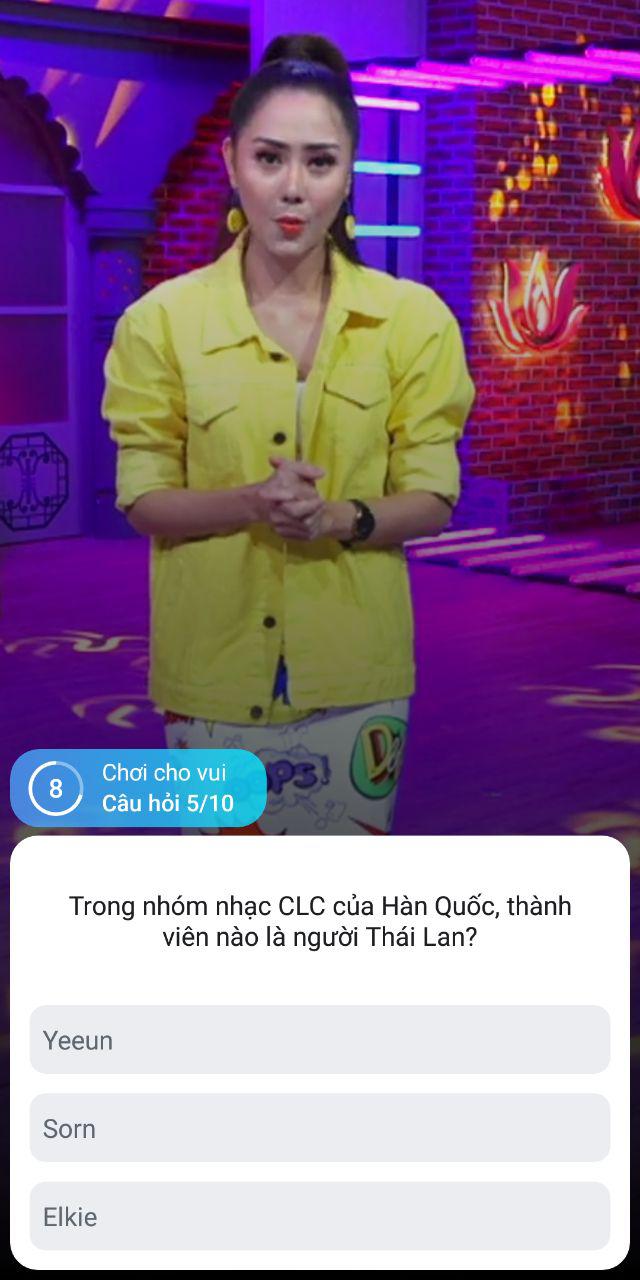 8
Chơi cho vui
Câu hỏi 5/10
Trong nhóm nhạc CLC của Hàn Quốc, thành
viên nào là người Thái Lan?
Yeeun
Sorn
Elkie